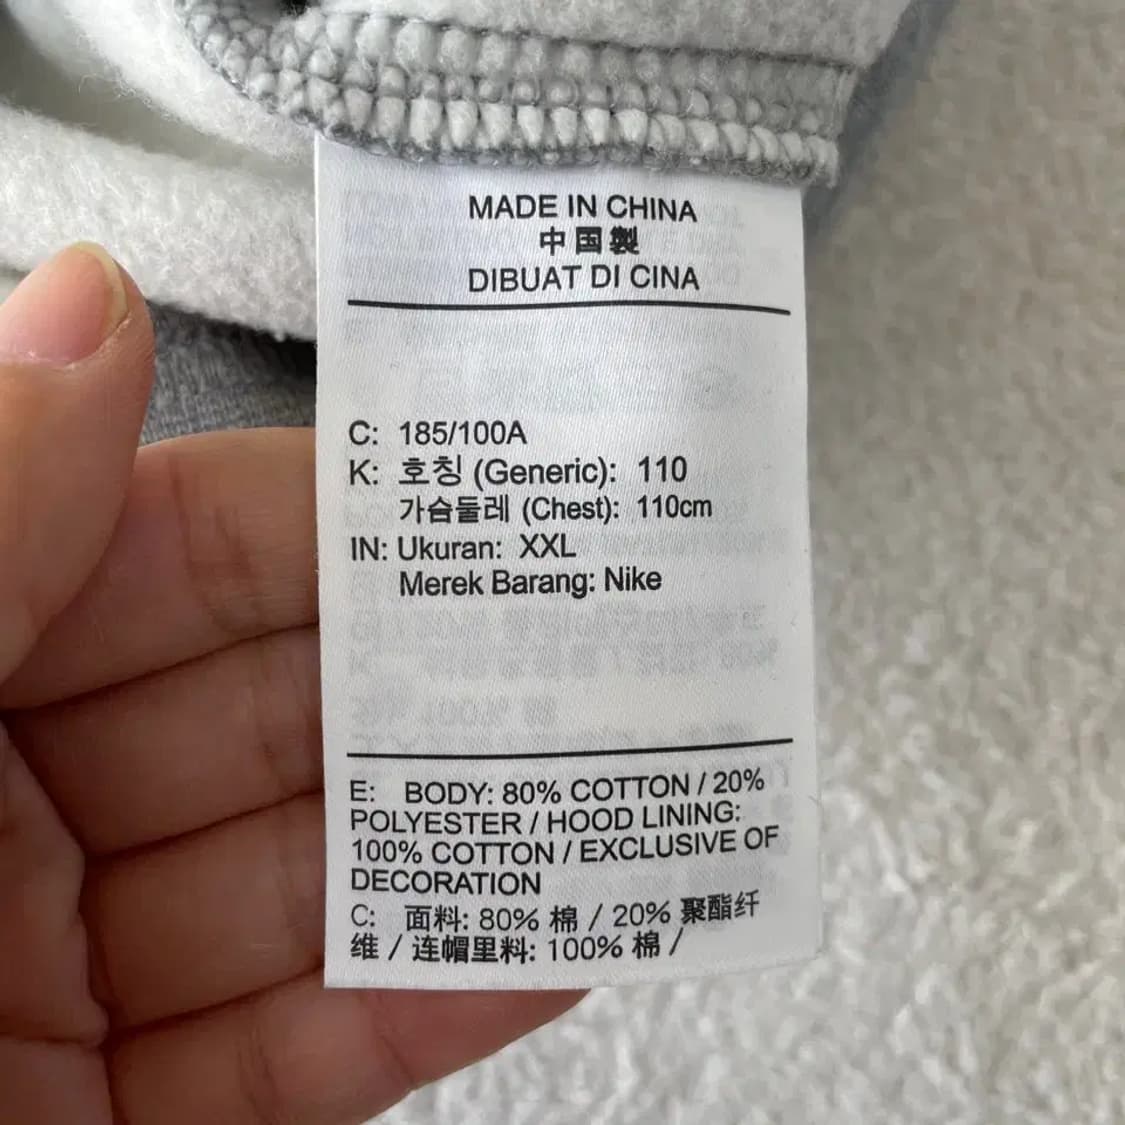 MADE IN CHINA
中国製
DIBUAT DI CINA
C: 185/100A
K: 호칭 (Generic): 110
가슴둘레 (Chest): 110cm
IN: Ukuran: XXL
Merek Barang: Nike
E: BODY: 80% COTTON / 20%
POLYESTER / HOOD LINING:
100% COTTON / EXCLUSIVE OF
DECORATION
C: 面料: 80% 棉 / 20% 聚酯纤
维 / 连帽里料: 100% 棉 /